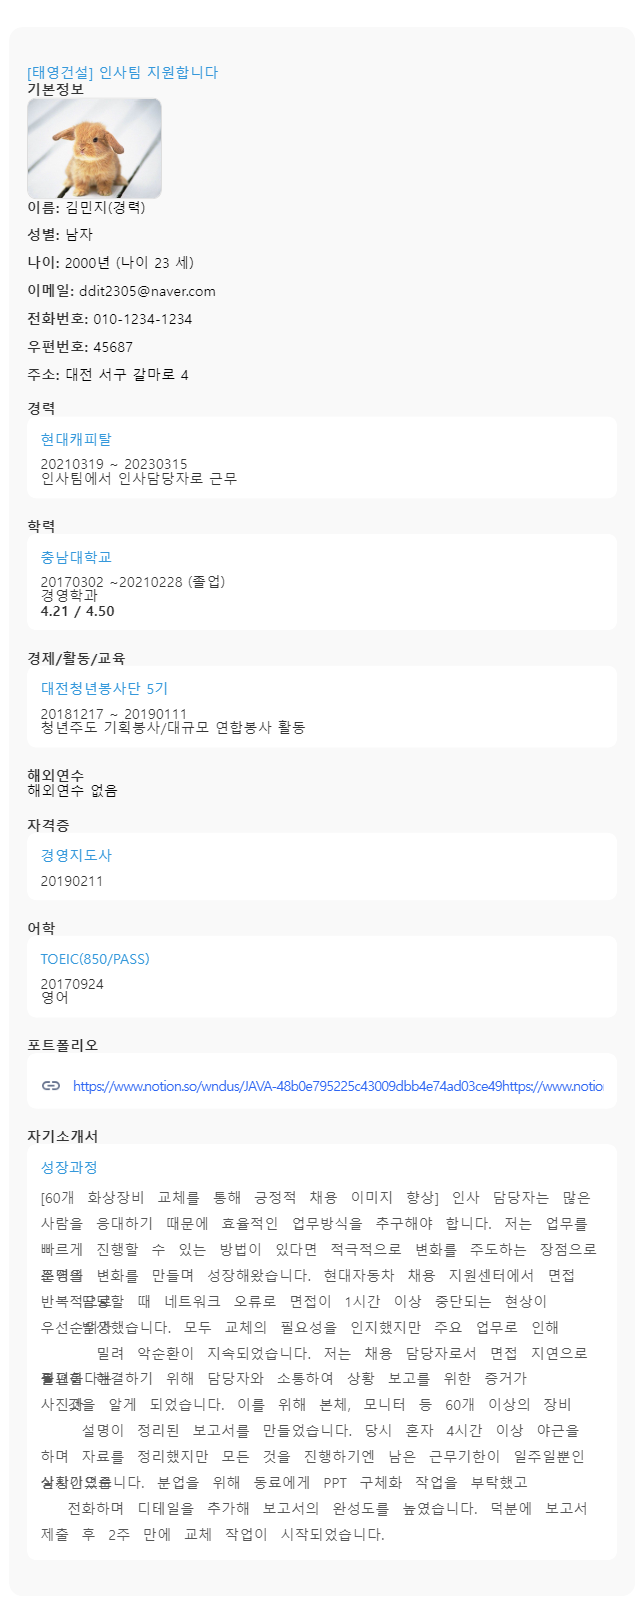 [태영건설] 인사팀 지원합니다
기본정보
이름: 김민지(경력)
성별: 남자
나이: 2000년 (나이 23 세)
이메일: ddit2305@naver.com
전화번호: 010-1234-1234
우편번호: 45687
주소: 대전 서구 갈마로 4
경력
현대캐피탈
20210319 ~ 20230315
인사팀에서 인사담당자로 근무
학력
충남대학교
20170302 ~20210228 (졸업)
경영학과
4.21 / 4.50
경제/활동/교육
대전청년봉사단 5기
20181217 ~ 20190111
청년주도 기획봉사/대규모 연합봉사 활동
해외연수
해외연수 없음
자격증
경영지도사
20190211
어학
TOEIC(850/PASS)
20170924
영어
포트폴리오
https://www.notion.so/wndus/JAVA-48b0e795225c43009dbb4e74ad03ce49https://www.notion
자기소개서
성장과정
[60개 화상장비 교체를 통해 긍정적 채용 이미지 향상] 인사 담당자는 많은
사람을 응대하기 때문에 효율적인 업무방식을 추구해야 합니다. 저는 업무를
빠르게 진행할 수 있는 방법이 있다면 적극적으로 변화를 주도하는 장점으로
변화를 만들며 성장해왔습니다. 현대자동차 채용 지원센터에서 면접
반복적으로 할 때 네트워크 오류로 면접이 1시간 이상 중단되는 현상이
우선순위 했습니다. 모두 교체의 필요성을 인지했지만 주요 업무로 인해
밀려 악순환이 지속되었습니다. 저는 채용 담당자로서 면접 지연으로
해결하기 위해 담당자와 소통하여 상황 보고를 위한 증거가
사진과 알게 되었습니다. 이를 위해 본체, 모니터 등 60개 이상의 장비
설명이 정리된 보고서를 만들었습니다. 당시 혼자 4시간 이상 야근을
하며 자료를 정리했지만 모든 것을 진행하기엔 남은 근무기한이 일주일뿐인
분업을 위해 동료에게 PPT 구체화 작업을 부탁했고
전화하며 디테일을 추가해 보고서의 완성도를 높였습니다. 덕분에 보고서
제출 후 2주 만에 교체 작업이 시작되었습니다.